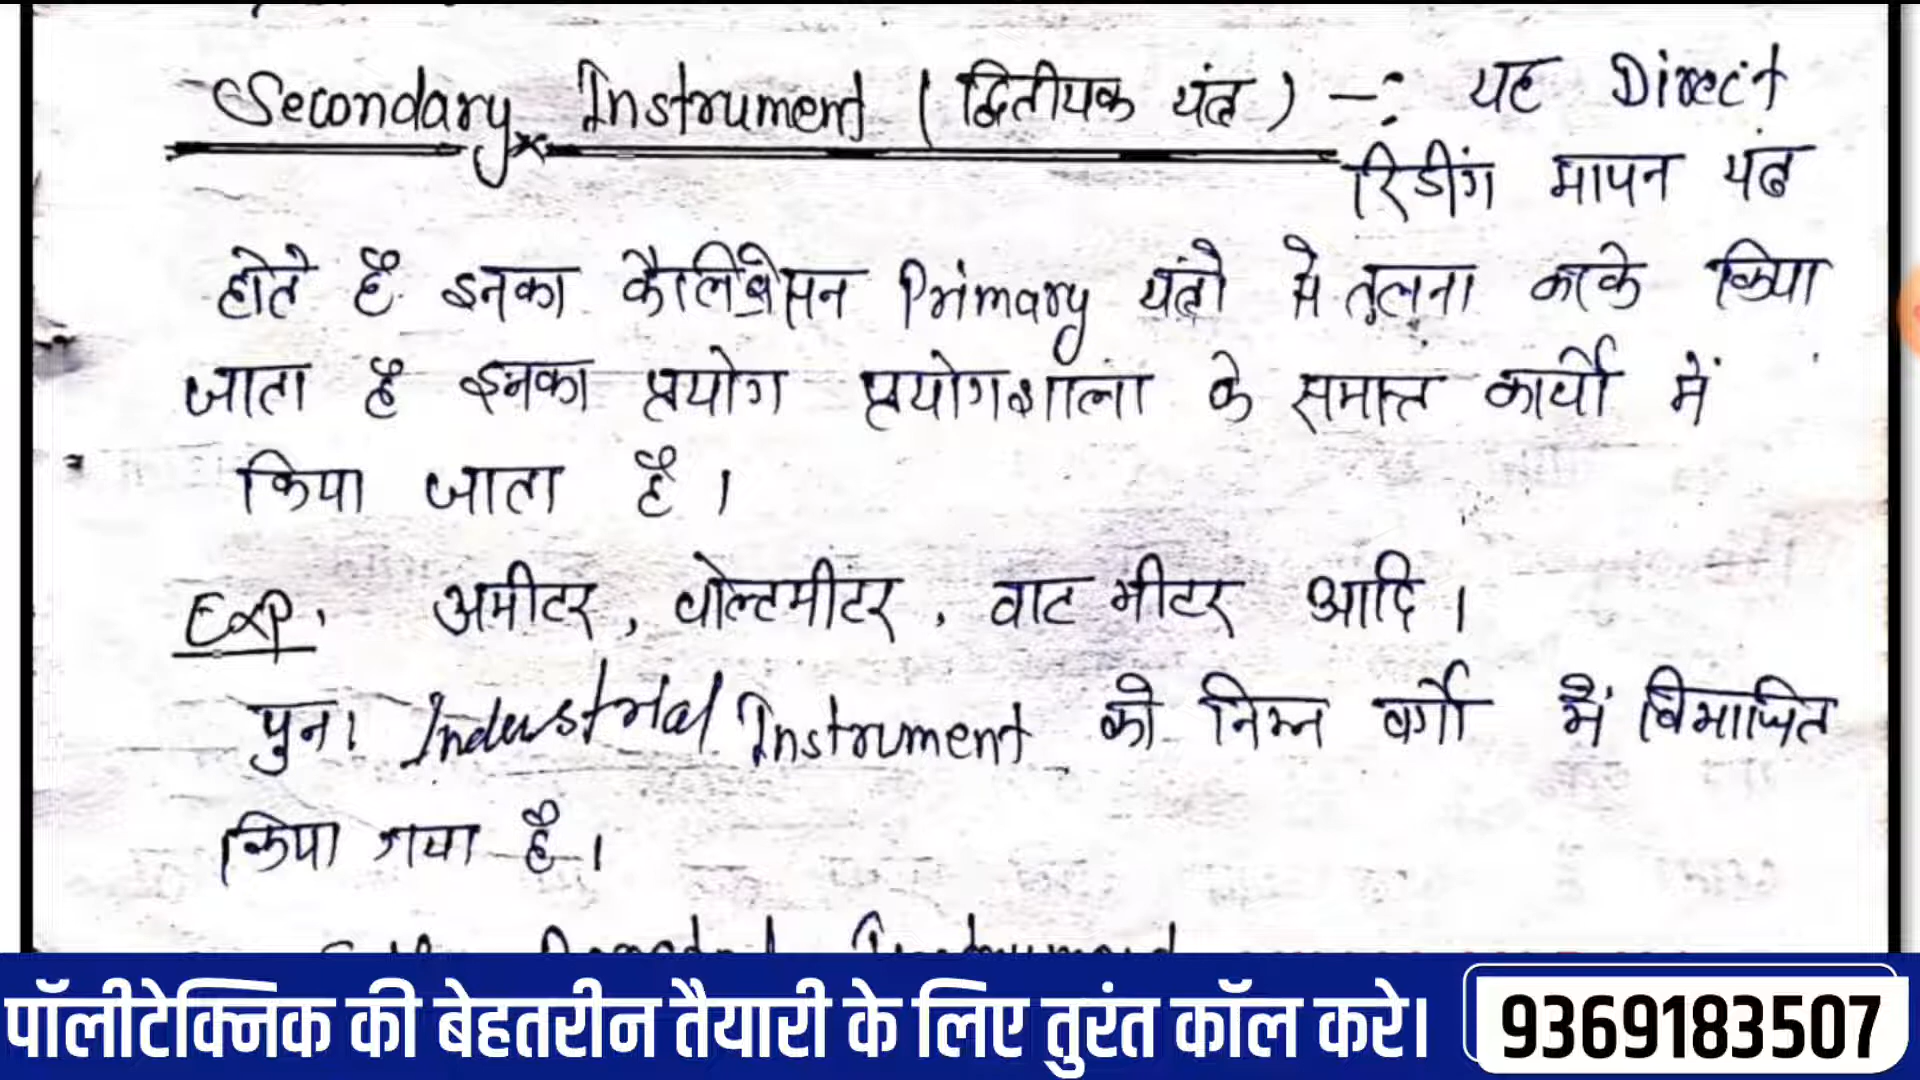 Secondary Instrument (द्वितीयक यंत्र) –: यह Direct
रिडींग मापन यंत्र
होते है इनका कैलिब्रेसन Primary यंत्रो से तुलना करके किया
जाता है इनका प्रयोग प्रयोगशाला के समस्त कार्यो में
किया जाता है।
Exp. अमीटर, वोल्टमीटर, वाट मीटर आदि।
पुनः Industrial Instrument को निम्न वर्गो में विभाजित
किया गया है।
पॉलीटेक्निक की बेहतरीन तैयारी के लिए तुरंत कॉल करे। 9369183507